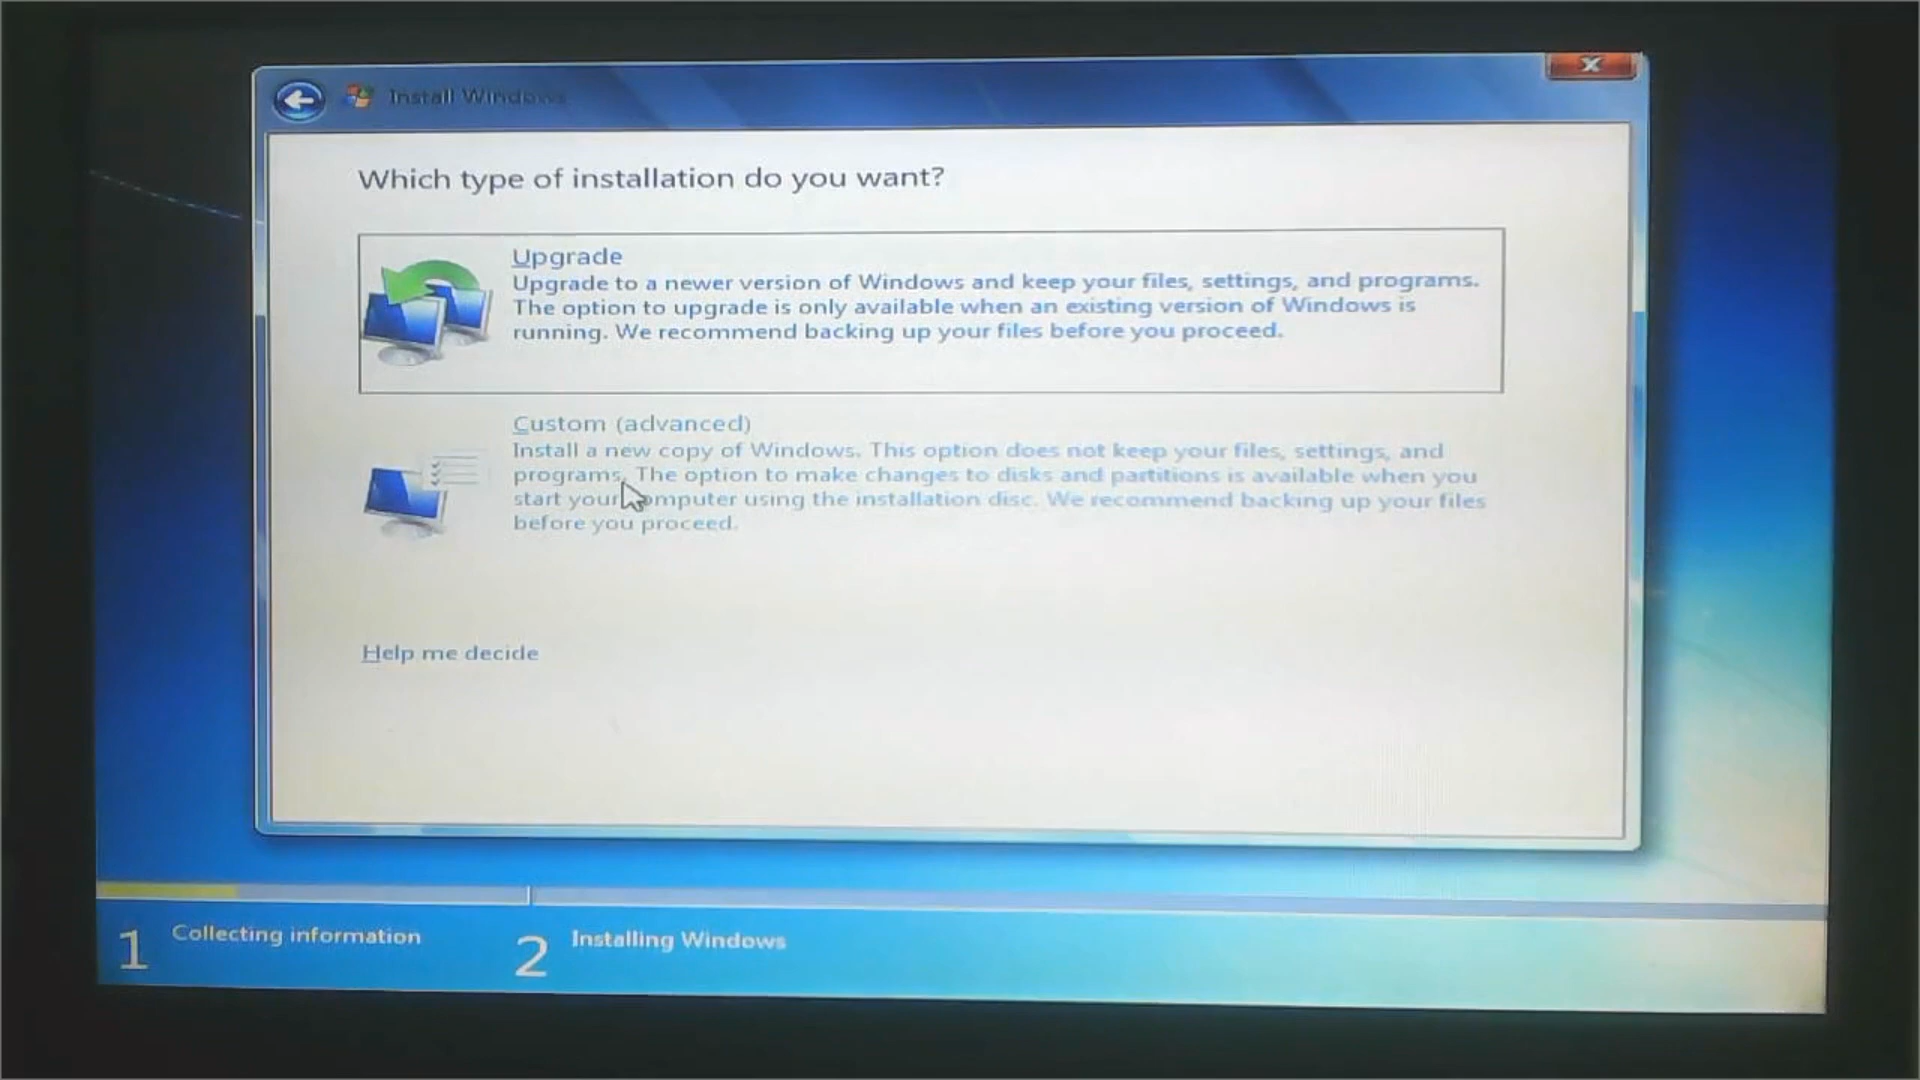 Install Windows
Which type of installation do you want?
Upgrade
Upgrade to a newer version of Windows and keep your files, settings, and programs.
The option to upgrade is only available when an existing version of Windows is
running. We recommend backing up your files before you proceed.
Custom (advanced)
Install a new copy of Windows. This option does not keep your files, settings, and
programs. The option to make changes to disks and partitions is available when you
start your computer using the installation disc. We recommend backing up your files
before you proceed.
Help me decide
1 Collecting information
2 Installing Windows